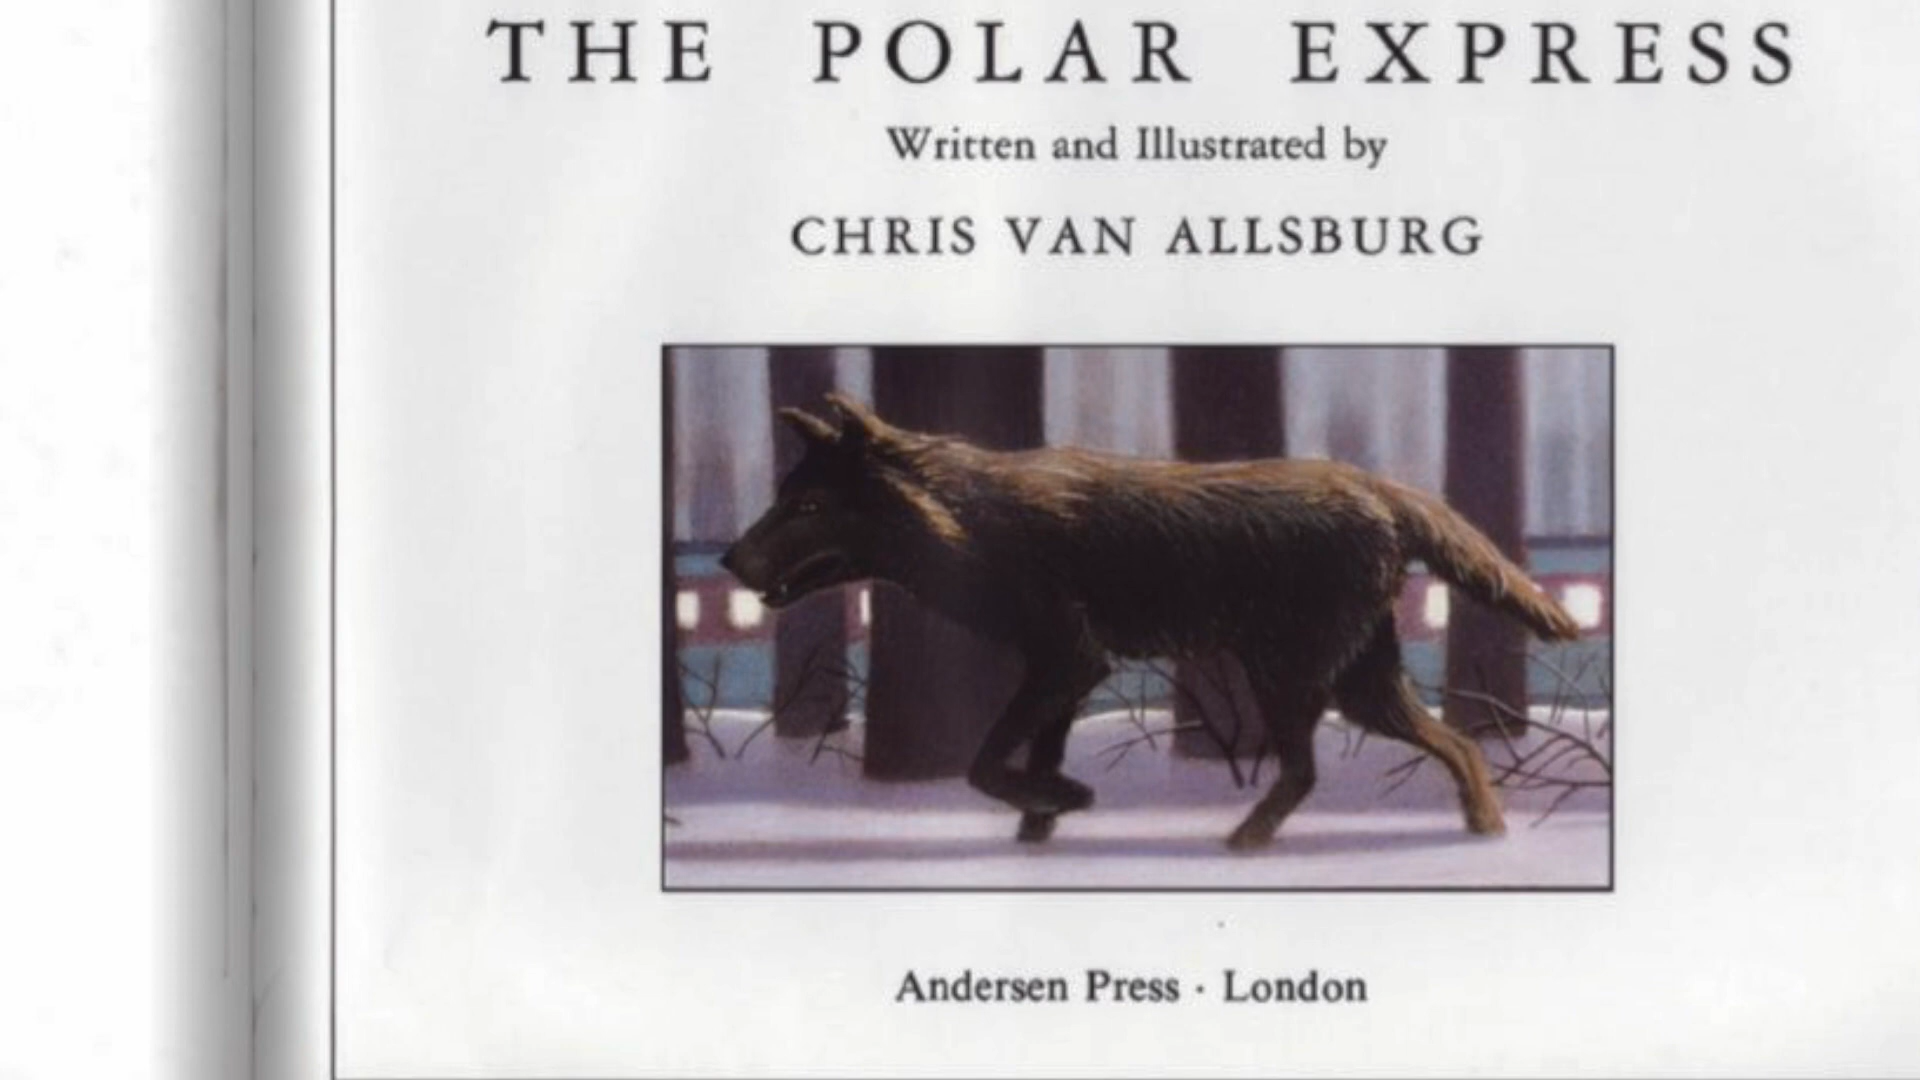 THE POLAR EXPRESS
Written and Illustrated by
CHRIS VAN ALLSBURG
Andersen Press · London